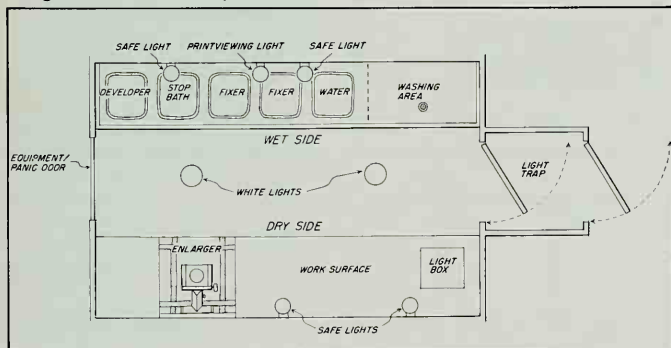 SAFE LIGHT
PRINTVIEWING LIGHT
SAFE LIGHT
DEVELOPER
STOP
BATH
FIXER
FIXER
WATER
WASHING
AREA
WET SIDE
EQUIPMENT/
PANIC DOOR
LIGHT
TRAP
WHITE LIGHTS
DRY SIDE
ENLARGER
WORK SURFACE
LIGHT
BOX
SAFE LIGHTS